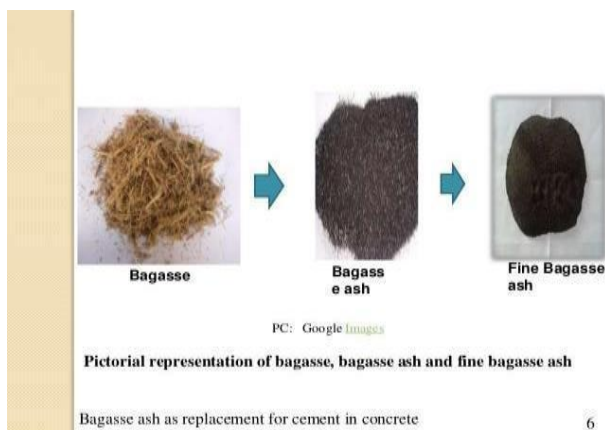 Bagasse
Bagass
e ash
Fine Bagasse
ash
PC: Google Images
Pictorial representation of bagasse, bagasse ash and fine bagasse ash
Bagasse ash as replacement for cement in concrete
6